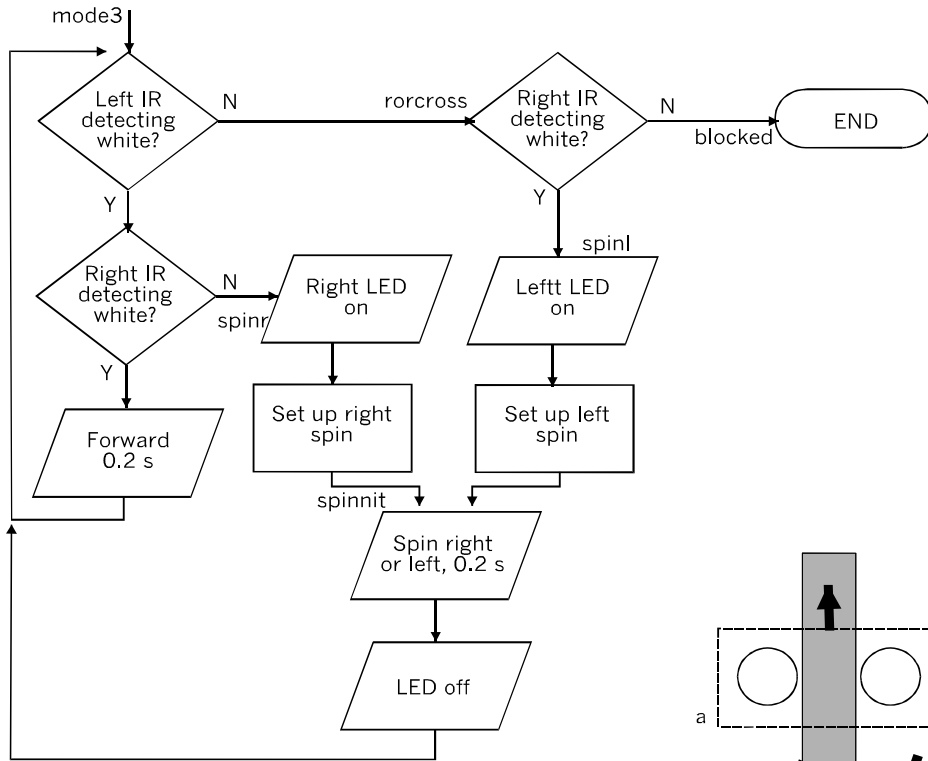 mode3
Left IR
detecting
white?
N
rorcross
Right IR
detecting
white?
N
blocked
END
Y
Y
Right IR
detecting
white?
N
spinr
Right LED
on
spinl
Leftt LED
on
Y
Forward
0.2 s
Set up right
spin
Set up left
spin
spinnit
Spin right
or left, 0.2 s
LED off
a